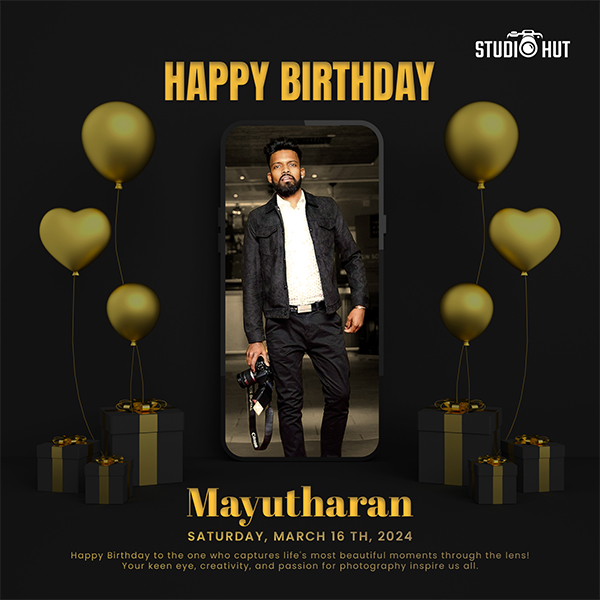 STUDIO HUT
HAPPY BIRTHDAY
Canon
Mayutharan
SATURDAY, MARCH 16 TH, 2024
Happy Birthday to the one who captures life's most beautiful moments through the lens!
Your keen eye, creativity, and passion for photography inspire us all.